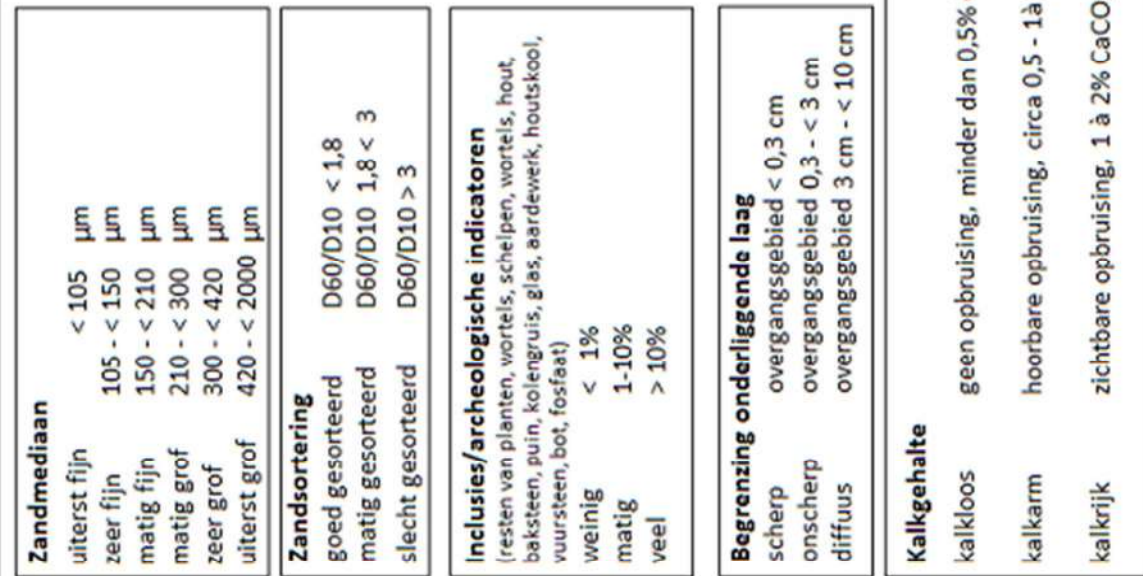 Zandmediaan
uiterst fijn < 105 µm
zeer fijn 105 - < 150 µm
matig fijn 150 - < 210 µm
matig grof 210 - < 300 µm
zeer grof 300 - < 420 µm
uiterst grof 420 - < 2000 µm
Zandsortering
goed gesorteerd D60/D10 < 1,8
matig gesorteerd D60/D10 1,8 < 3
slecht gesorteerd D60/D10 > 3
Inclusies/archeologische indicatoren
(resten van planten, wortels, schelpen, wortels, hout,
baksteen, puin, kolengruis, glas, aardewerk, houtskool,
vuursteen, bot, fosfaat)
weinig < 1%
matig 1-10%
veel > 10%
Begrenzing onderliggende laag
scherp overgangsgebied < 0,3 cm
onscherp overgangsgebied 0,3 - < 3 cm
diffuus overgangsgebied 3 cm - < 10 cm
Kalkgehalte
kalkloos geen opbruising, minder dan 0,5%
kalkarm hoorbare opbruising, circa 0,5 - 1à
kalkrijk zichtbare opbruising, 1 à 2% CaCO